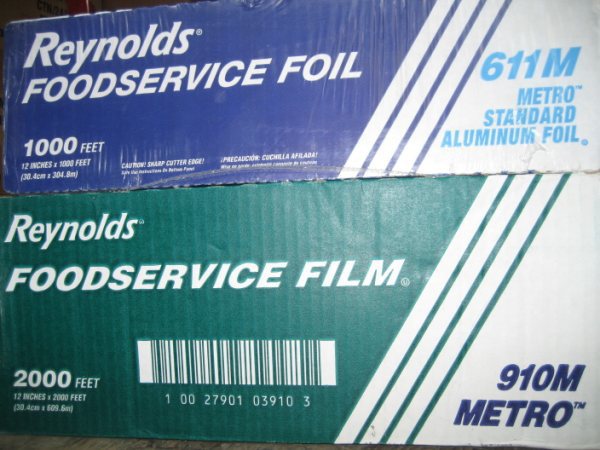 Reynolds®
FOODSERVICE FOIL
611M
METRO™
STANDARD
ALUMINUM FOIL®
1000 FEET
12 INCHES x 1000 FEET
(30.4cm x 304.8m)
CAUTION! SHARP CUTTER EDGE!
¡PRECAUCIÓN: CUCHILLA AFILADA!
Reynolds®
FOODSERVICE FILM
2000 FEET
12 INCHES x 2000 FEET
(30.4cm x 609.6m)
1 00 27901 03910 3
910M
METRO™